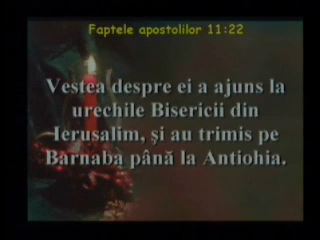 Faptele apostolilor 11:22
Vestea despre ei a ajuns la
urechile Bisericii din
Ierusalim, și au trimis pe
Barnaba până la Antiohia.